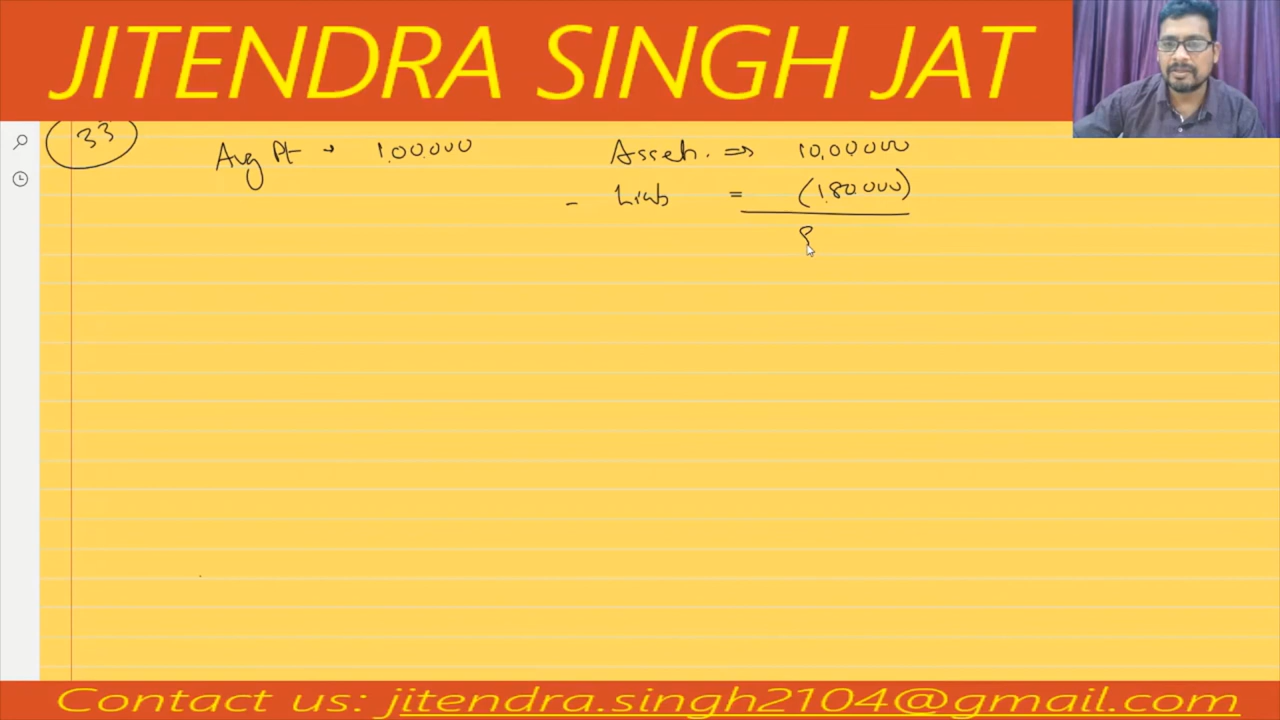 JITENDRA SINGH JAT
33
Avg Pt → 1,00,000 Assets. => 10,00,000
- Liab = (1,80,000)
8
Contact us: jitendra.singh2104@gmail.com